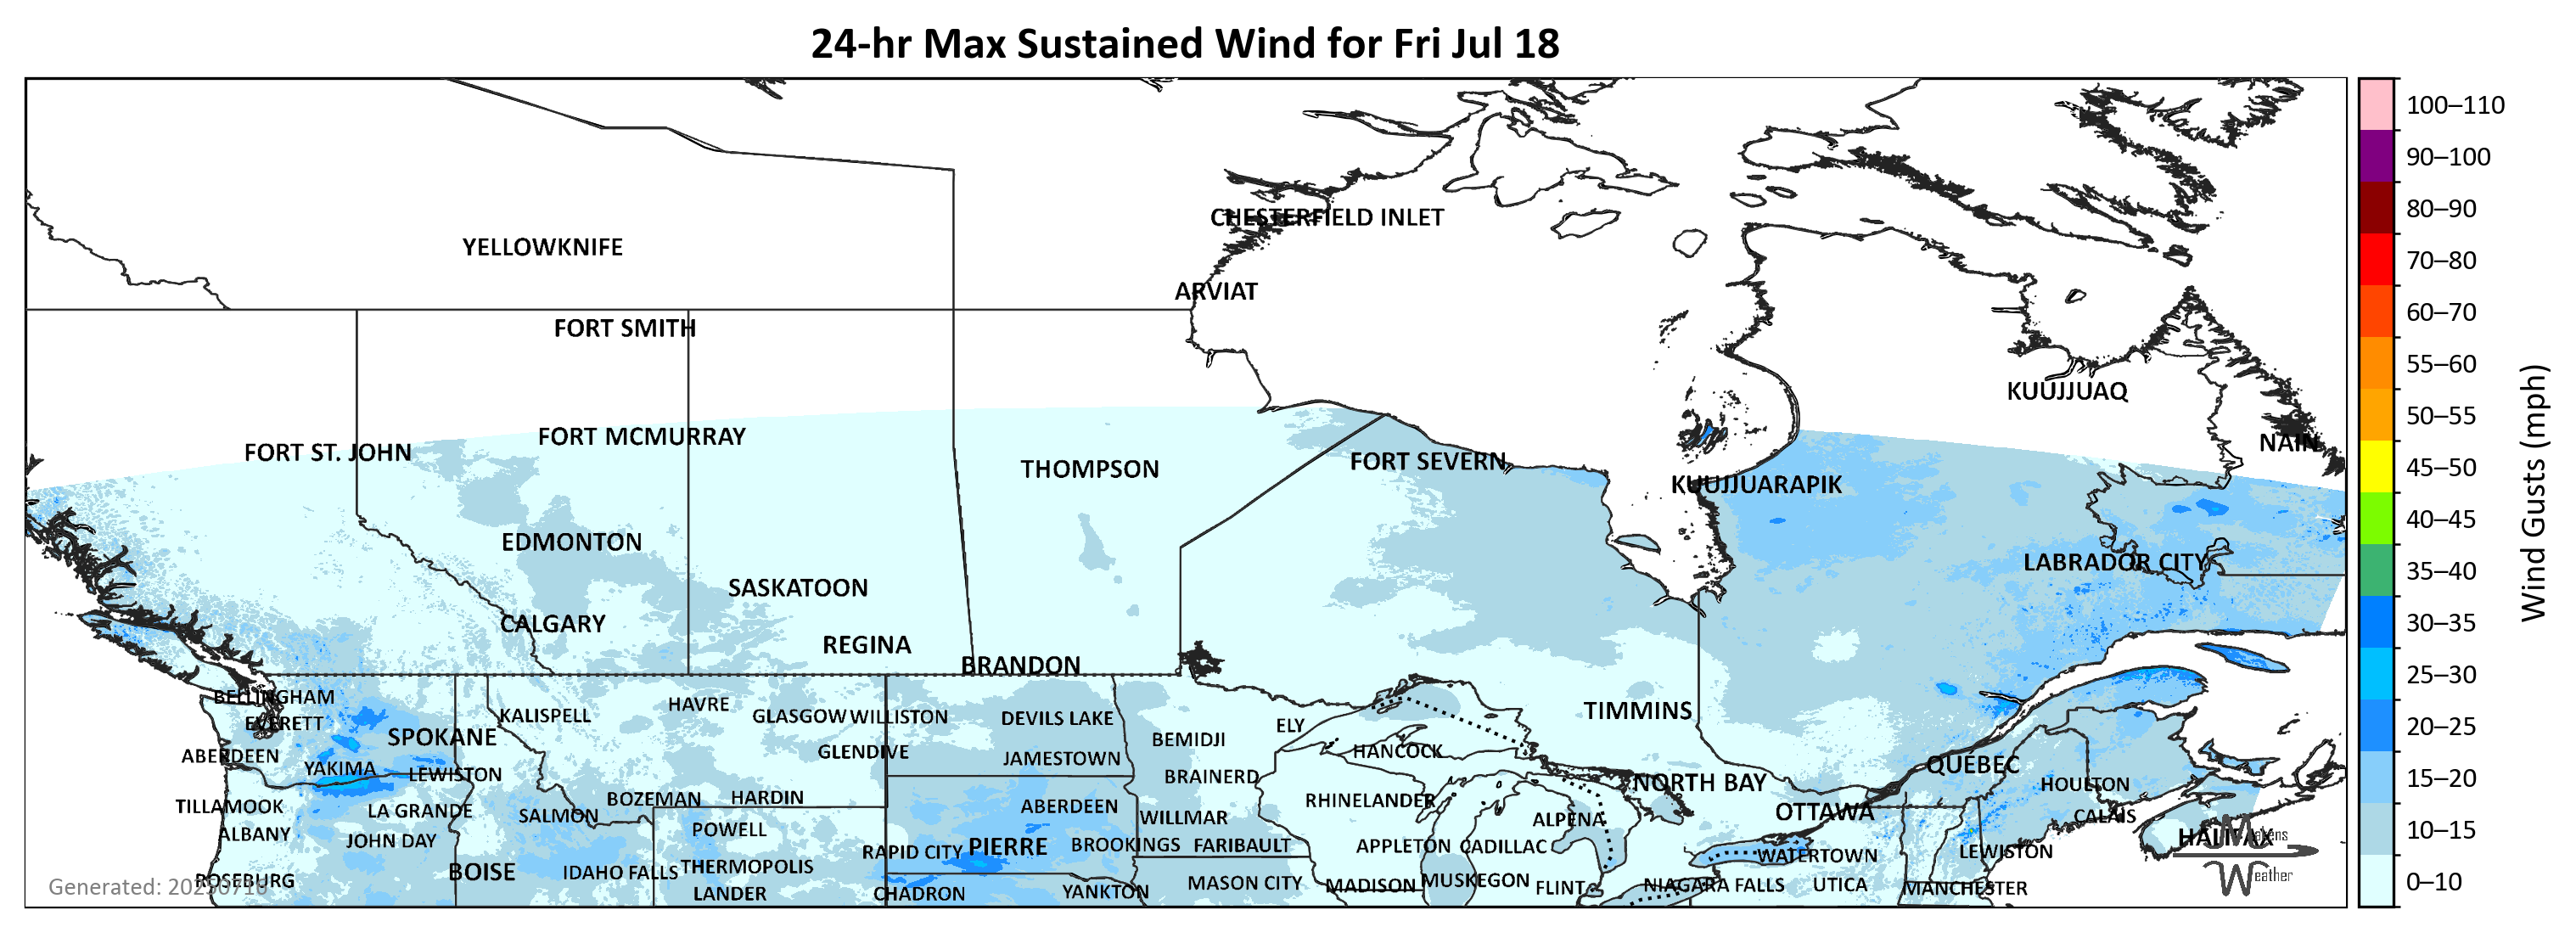 24-hr Max Sustained Wind for Fri Jul 18
100–110
90–100
80–90
70–80
60–70
55–60
50–55
45–50
40–45
35–40
30–35
25–30
20–25
15–20
10–15
0–10
Wind Gusts (mph)
CHESTERFIELD INLET
YELLOWKNIFE
ARVIAT
FORT SMITH
KUUJJUAQ
FORT MCMURRAY
NAIN
FORT ST. JOHN
FORT SEVERN
THOMPSON
KUUJJUARAPIK
EDMONTON
LABRADOR CITY
SASKATOON
CALGARY
REGINA
BRANDON
BELLINGHAM
HAVRE
TIMMINS
KALISPELL
GLASGOW
WILLISTON
DEVILS LAKE
EVERETT
ELY
SPOKANE
BEMIDJI
HANCOCK
GLENDIVE
ABERDEEN
JAMESTOWN
QUEBEC
YAKIMA
LEWISTON
BRAINERD
NORTH BAY
HOULTON
BOZEMAN
HARDIN
RHINELANDER
TILLAMOOK
ABERDEEN
LA GRANDE
SALMON
OTTAWA
CALAIS
WILLMAR
ALPENA
POWELL
ALBANY
HALIFAX
JOHN DAY
PIERRE
BROOKINGS
FARIBAULT
APPLETON
CADILLAC
RAPID CITY
LEWISTON
WATERTOWN
THERMOPOLIS
BOISE
IDAHO FALLS
ROSEBURG
MUSKEGON
MASON CITY
MADISON
NIAGARA FALLS
UTICA
FLINT
MANCHESTER
YANKTON
LANDER
CHADRON
Weather